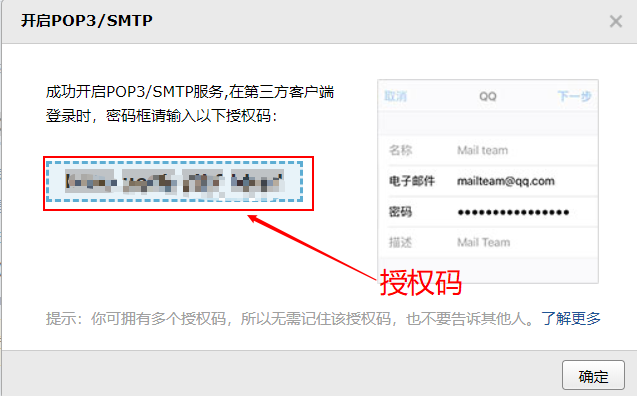 开启POP3/SMTP
成功开启POP3/SMTP服务,在第三方客户端
登录时，密码框请输入以下授权码：
取消 QQ 下一步
名称 Mail team
电子邮件 mailteam@qq.com
密码 ●●●●●●●●●●●●●●●●
描述 Mail Team
授权码
提示：你可拥有多个授权码，所以无需记住该授权码，也不要告诉其他人。了解更多
确定